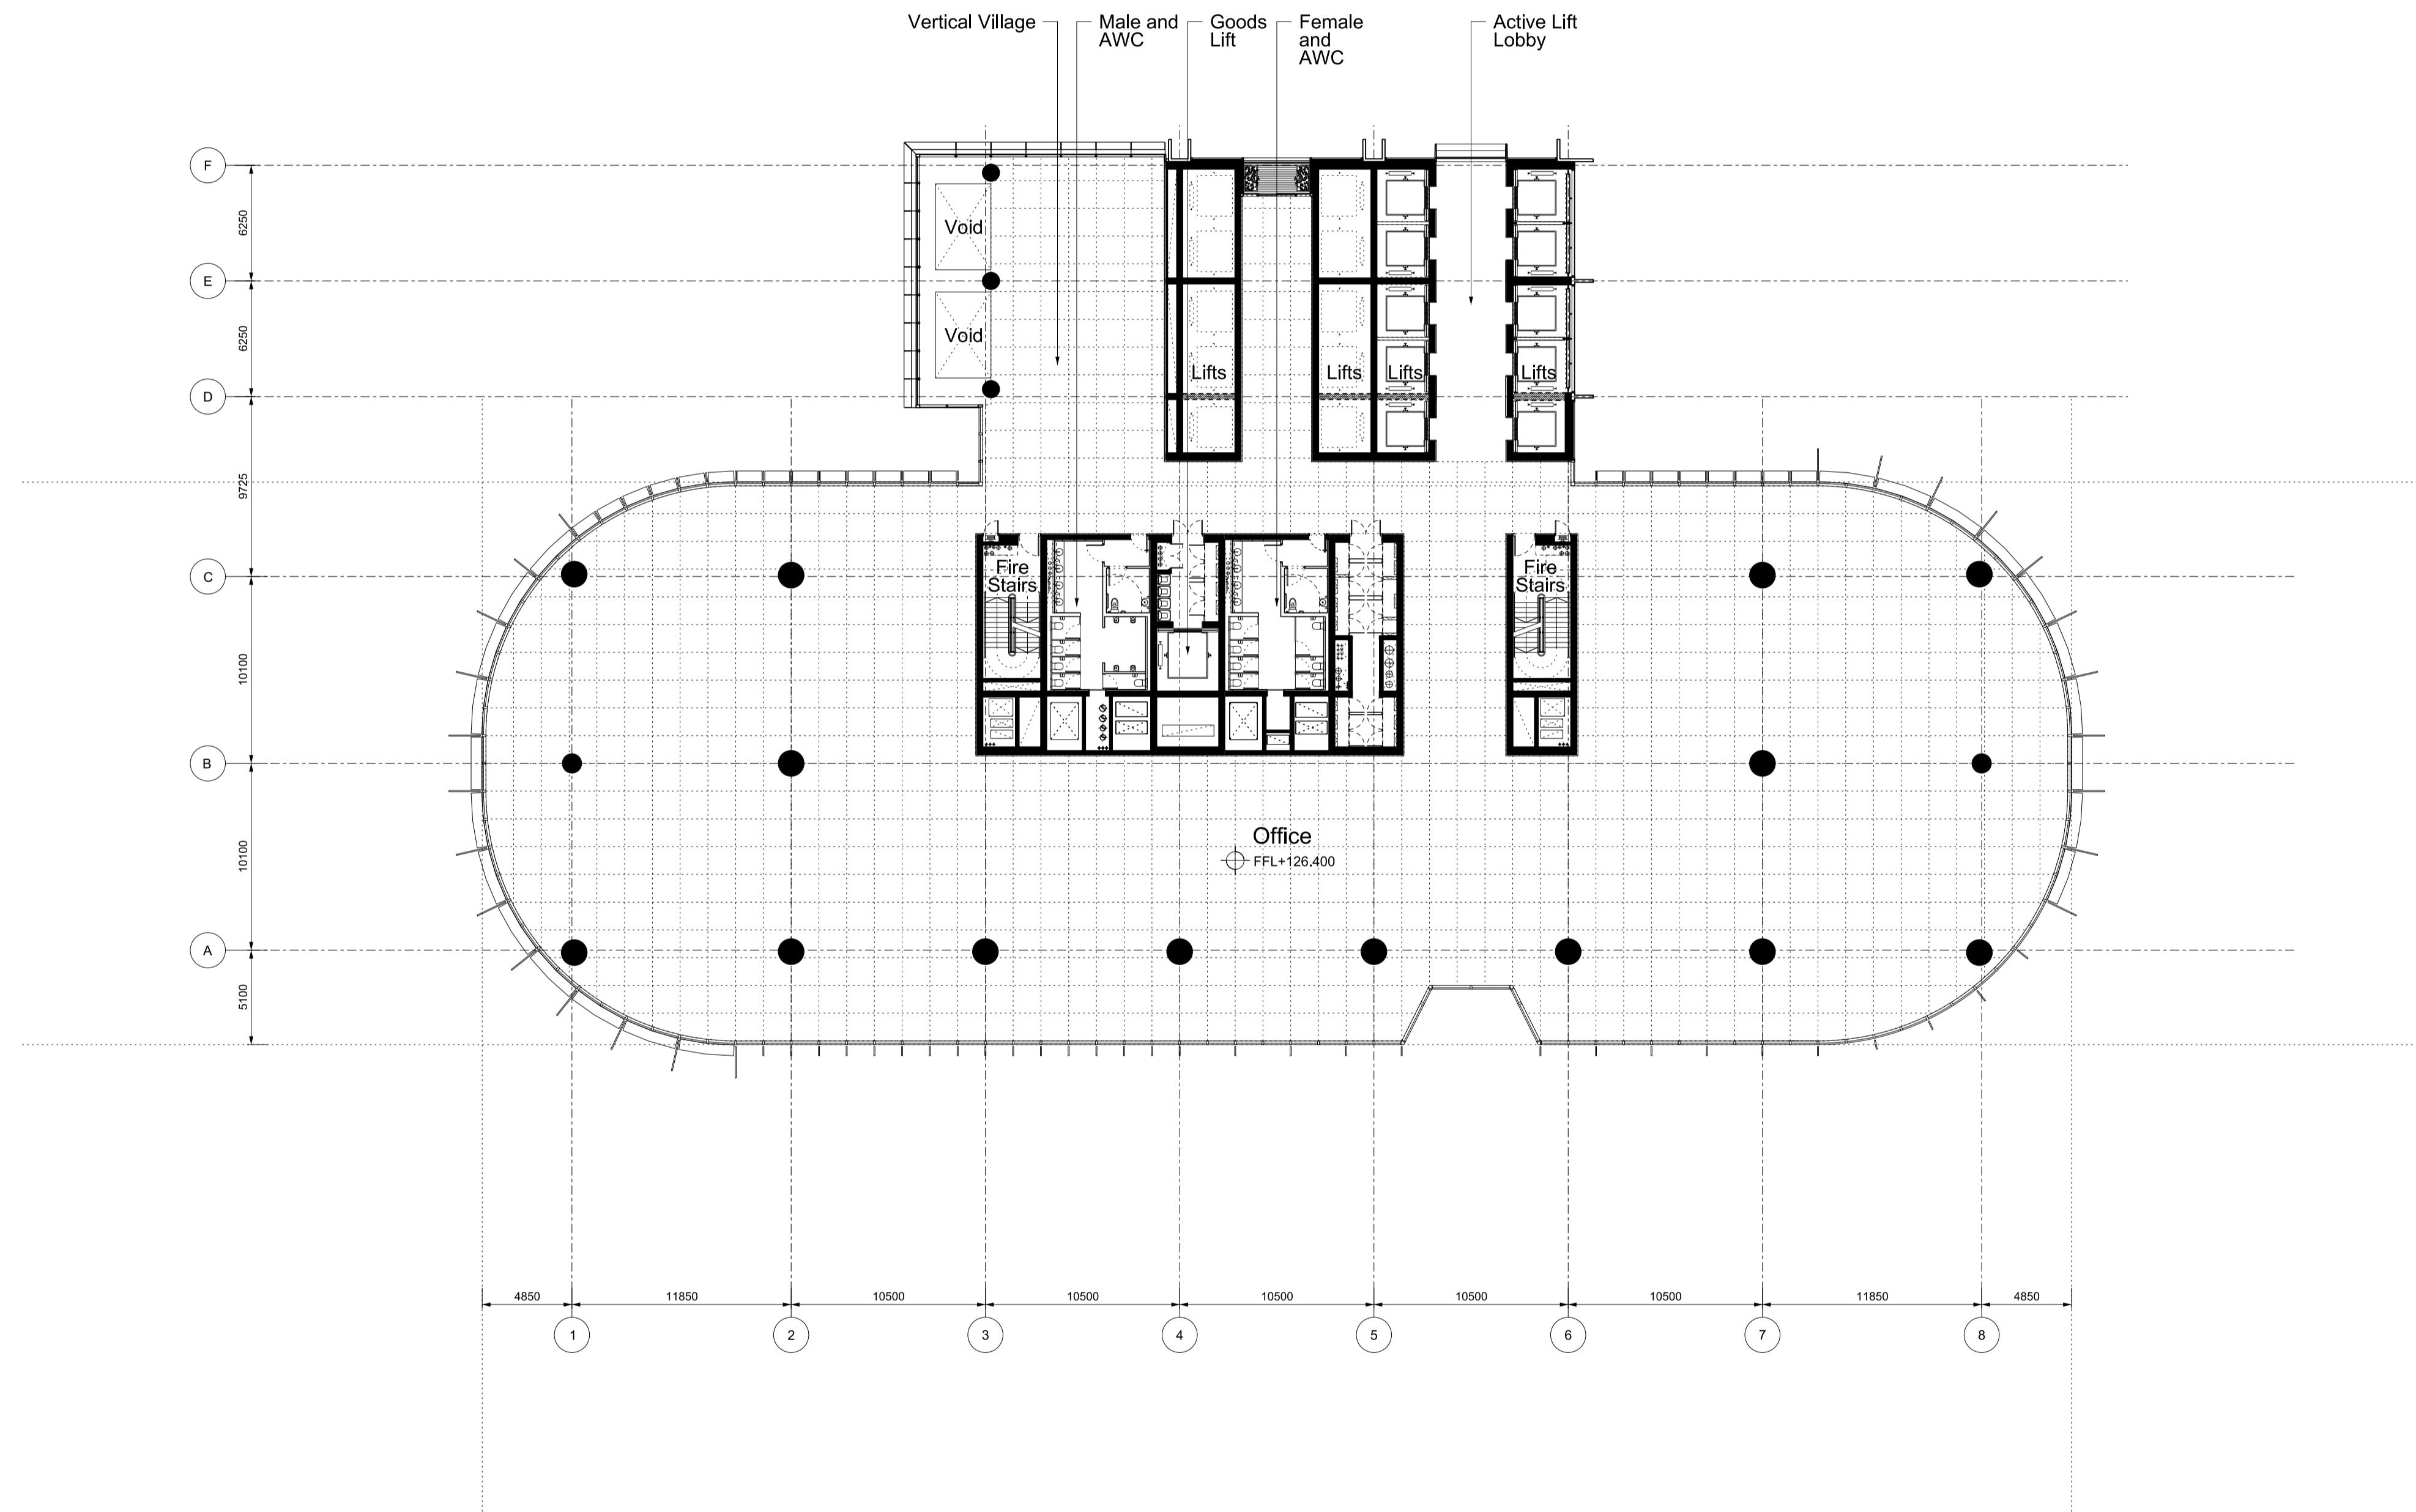 Vertical Village
Male and
AWC
Goods
Lift
Female
and
AWC
Active Lift
Lobby
F
6250
Void
E
6250
Void
Lifts
Lifts
Lifts
Lifts
D
9725
Fire
Stairs
Fire
Stairs
C
10100
B
Office
FFL+126.400
10100
A
5100
4850
11850
10500
10500
10500
10500
10500
11850
4850
1
2
3
4
5
6
7
8